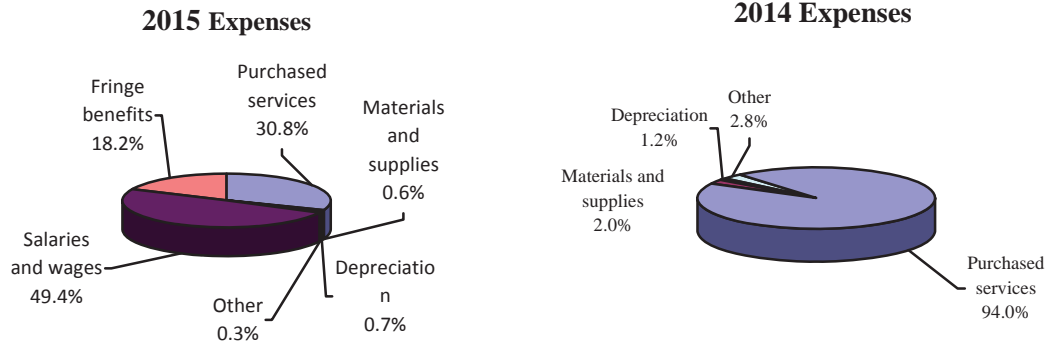 2015 Expenses
Fringe
benefits
18.2%
Purchased
services
30.8%
Materials
and
supplies
0.6%
Salaries
and wages
49.4%
Other
0.3%
Depreciatio
n
0.7%
2014 Expenses
Depreciation
1.2%
Other
2.8%
Materials and
supplies
2.0%
Purchased
services
94.0%